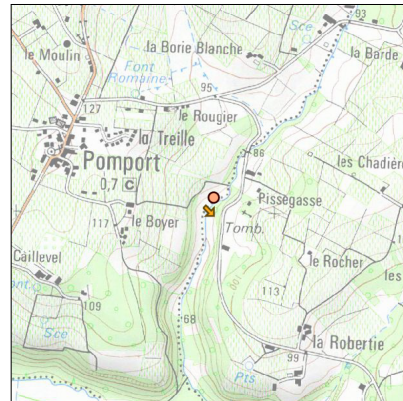 Sce
93
le Moulin
la Borie Blanche
la Barde
Font
Romaine
95
127
le Rougier
la Treille
86
Pomport
les Chadière
0,7 C
Pissegasse
117
le Boyer
Tomb.
Caillevel
le Rocher
les
113
109
68
Sce
la Robertie
99
Pts